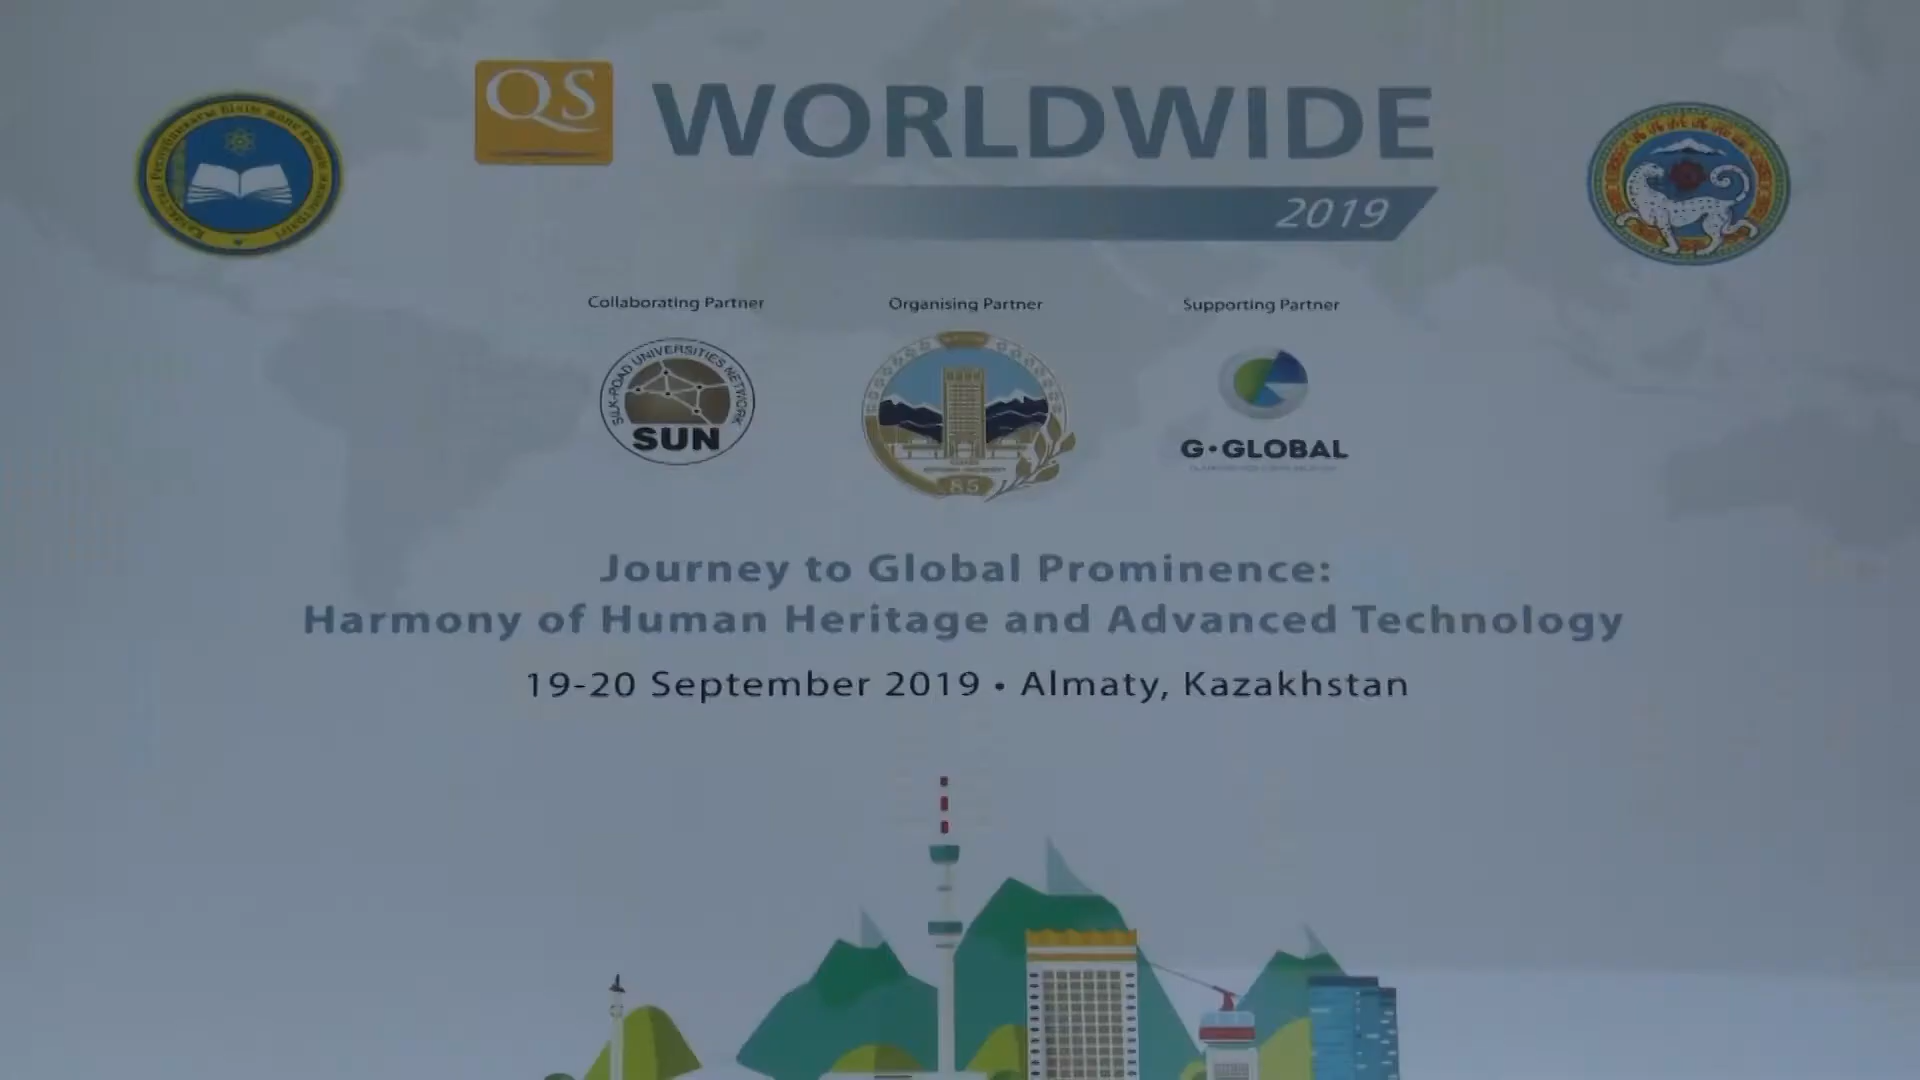 QS WORLDWIDE
2019
Collaborating Partner
Organising Partner
Supporting Partner
SILK-ROAD UNIVERSITIES NETWORK
SUN
85
G•GLOBAL
Journey to Global Prominence:
Harmony of Human Heritage and Advanced Technology
19-20 September 2019 • Almaty, Kazakhstan